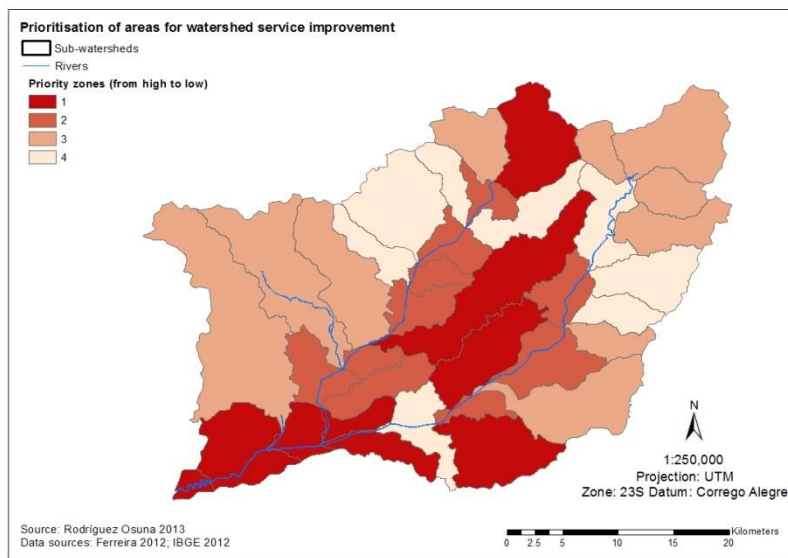 Prioritisation of areas for watershed service improvement
Sub-watersheds
Rivers
Priority zones (from high to low)
1
2
3
4
N
1:250,000
Projection: UTM
Zone: 23S Datum: Corrego Alegre
Source: Rodríguez Osuna 2013
Data sources: Ferreira 2012; IBGE 2012
Kilometers
0 2.5 5 10 15 20